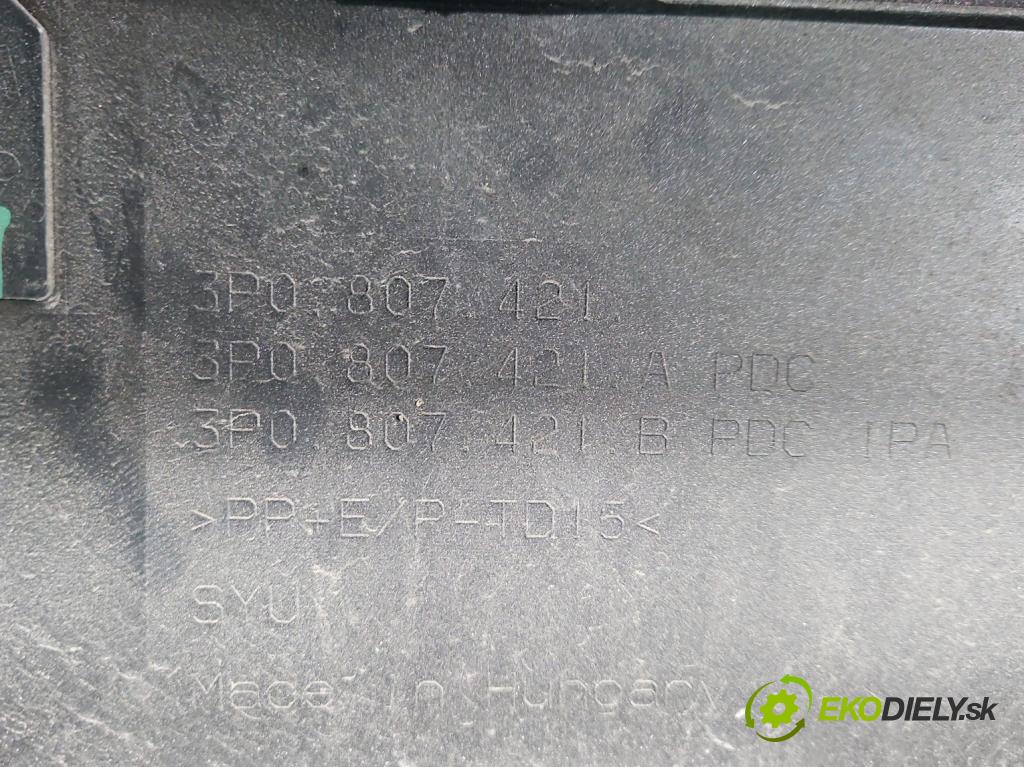 3P0.807.421
3P0.807.421.A PDC
3P0.807.421.B PDC IPA
>PP+E/P-TD15<
SYU
Made in Hungary
EKODIELY.sk